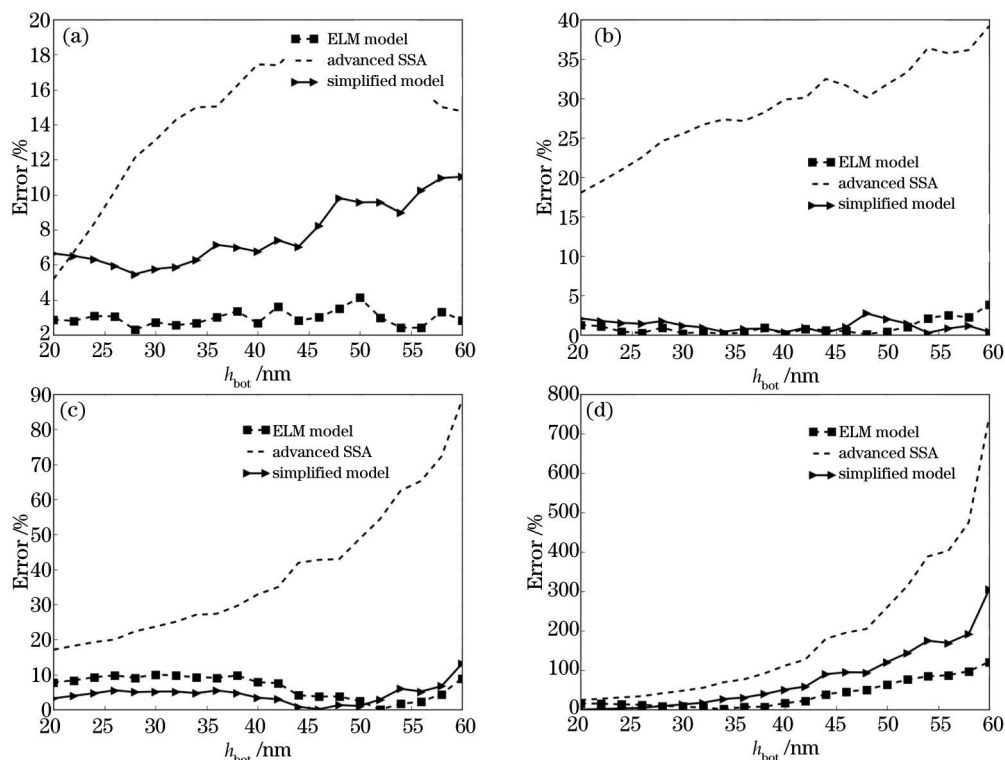 (a)
ELM model
advanced SSA
simplified model
20
18
16
14
12
10
8
6
4
2
Error /%
20 25 30 35 40 45 50 55 60
h_bot /nm
(b)
ELM model
advanced SSA
simplified model
40
35
30
25
20
15
10
5
0
Error /%
20 25 30 35 40 45 50 55 60
h_bot /nm
(c)
ELM model
advanced SSA
simplified model
90
80
70
60
50
40
30
20
10
0
Error /%
20 25 30 35 40 45 50 55 60
h_bot /nm
(d)
ELM model
advanced SSA
simplified model
800
700
600
500
400
300
200
100
0
Error /%
20 25 30 35 40 45 50 55 60
h_bot /nm